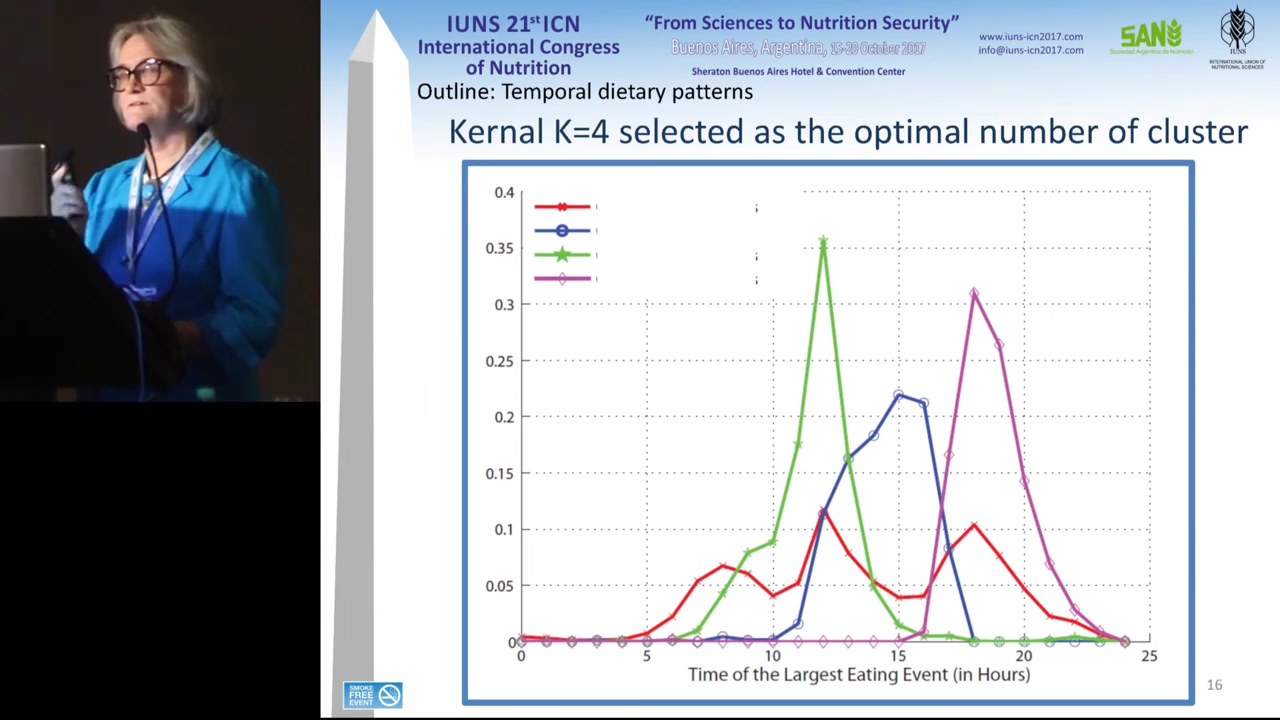 IUNS 21st ICN
International Congress
of Nutrition
“From Sciences to Nutrition Security”
Buenos Aires, Argentina, 15-20 October 2017
Sheraton Buenos Aires Hotel & Convention Center
www.iuns-icn2017.com
info@iuns-icn2017.com
SAN
Sociedad Argentina de Nutrición
IUNS
INTERNATIONAL UNION OF
NUTRITIONAL SCIENCES
Outline: Temporal dietary patterns
Kernal K=4 selected as the optimal number of cluster
0.4
0.35
0.3
0.25
0.2
0.15
0.1
0.05
0
0 5 10 15 20 25
Time of the Largest Eating Event (in Hours)
SMOKE
FREE
EVENT
16